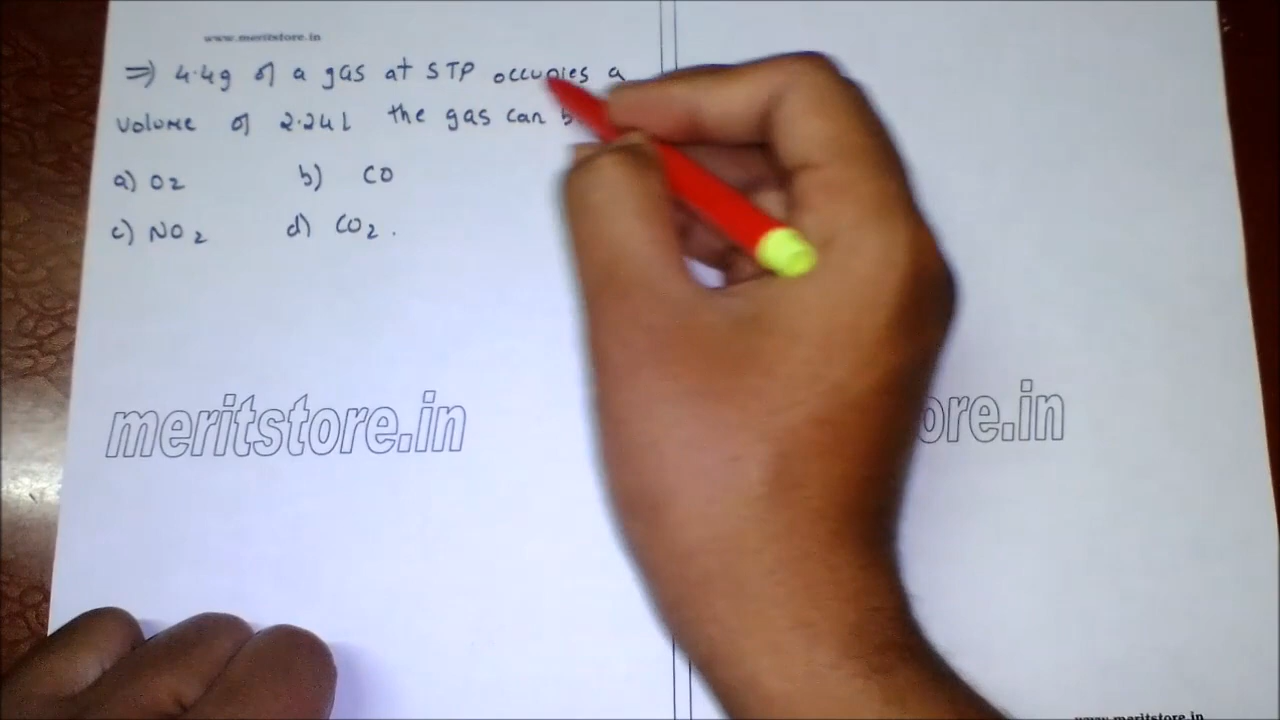 www.meritstore.in
=) 4.4g of a gas at STP occupies a
volume of 2.24L the gas can
a) O2 b) CO
c) NO2 d) CO2.
meritstore.in
ore.in
www.meritstore.in